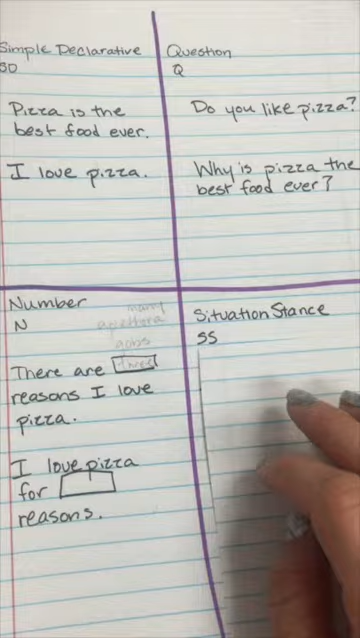 Simple Declarative
SD
Pizza is the
best food ever.
I love pizza.
Question
Q
Do you like pizza?
Why is pizza the
best food ever?
Number
N
many
There are three
reasons I love
pizza.
I love pizza
for
reasons.
Situation Stance
SS